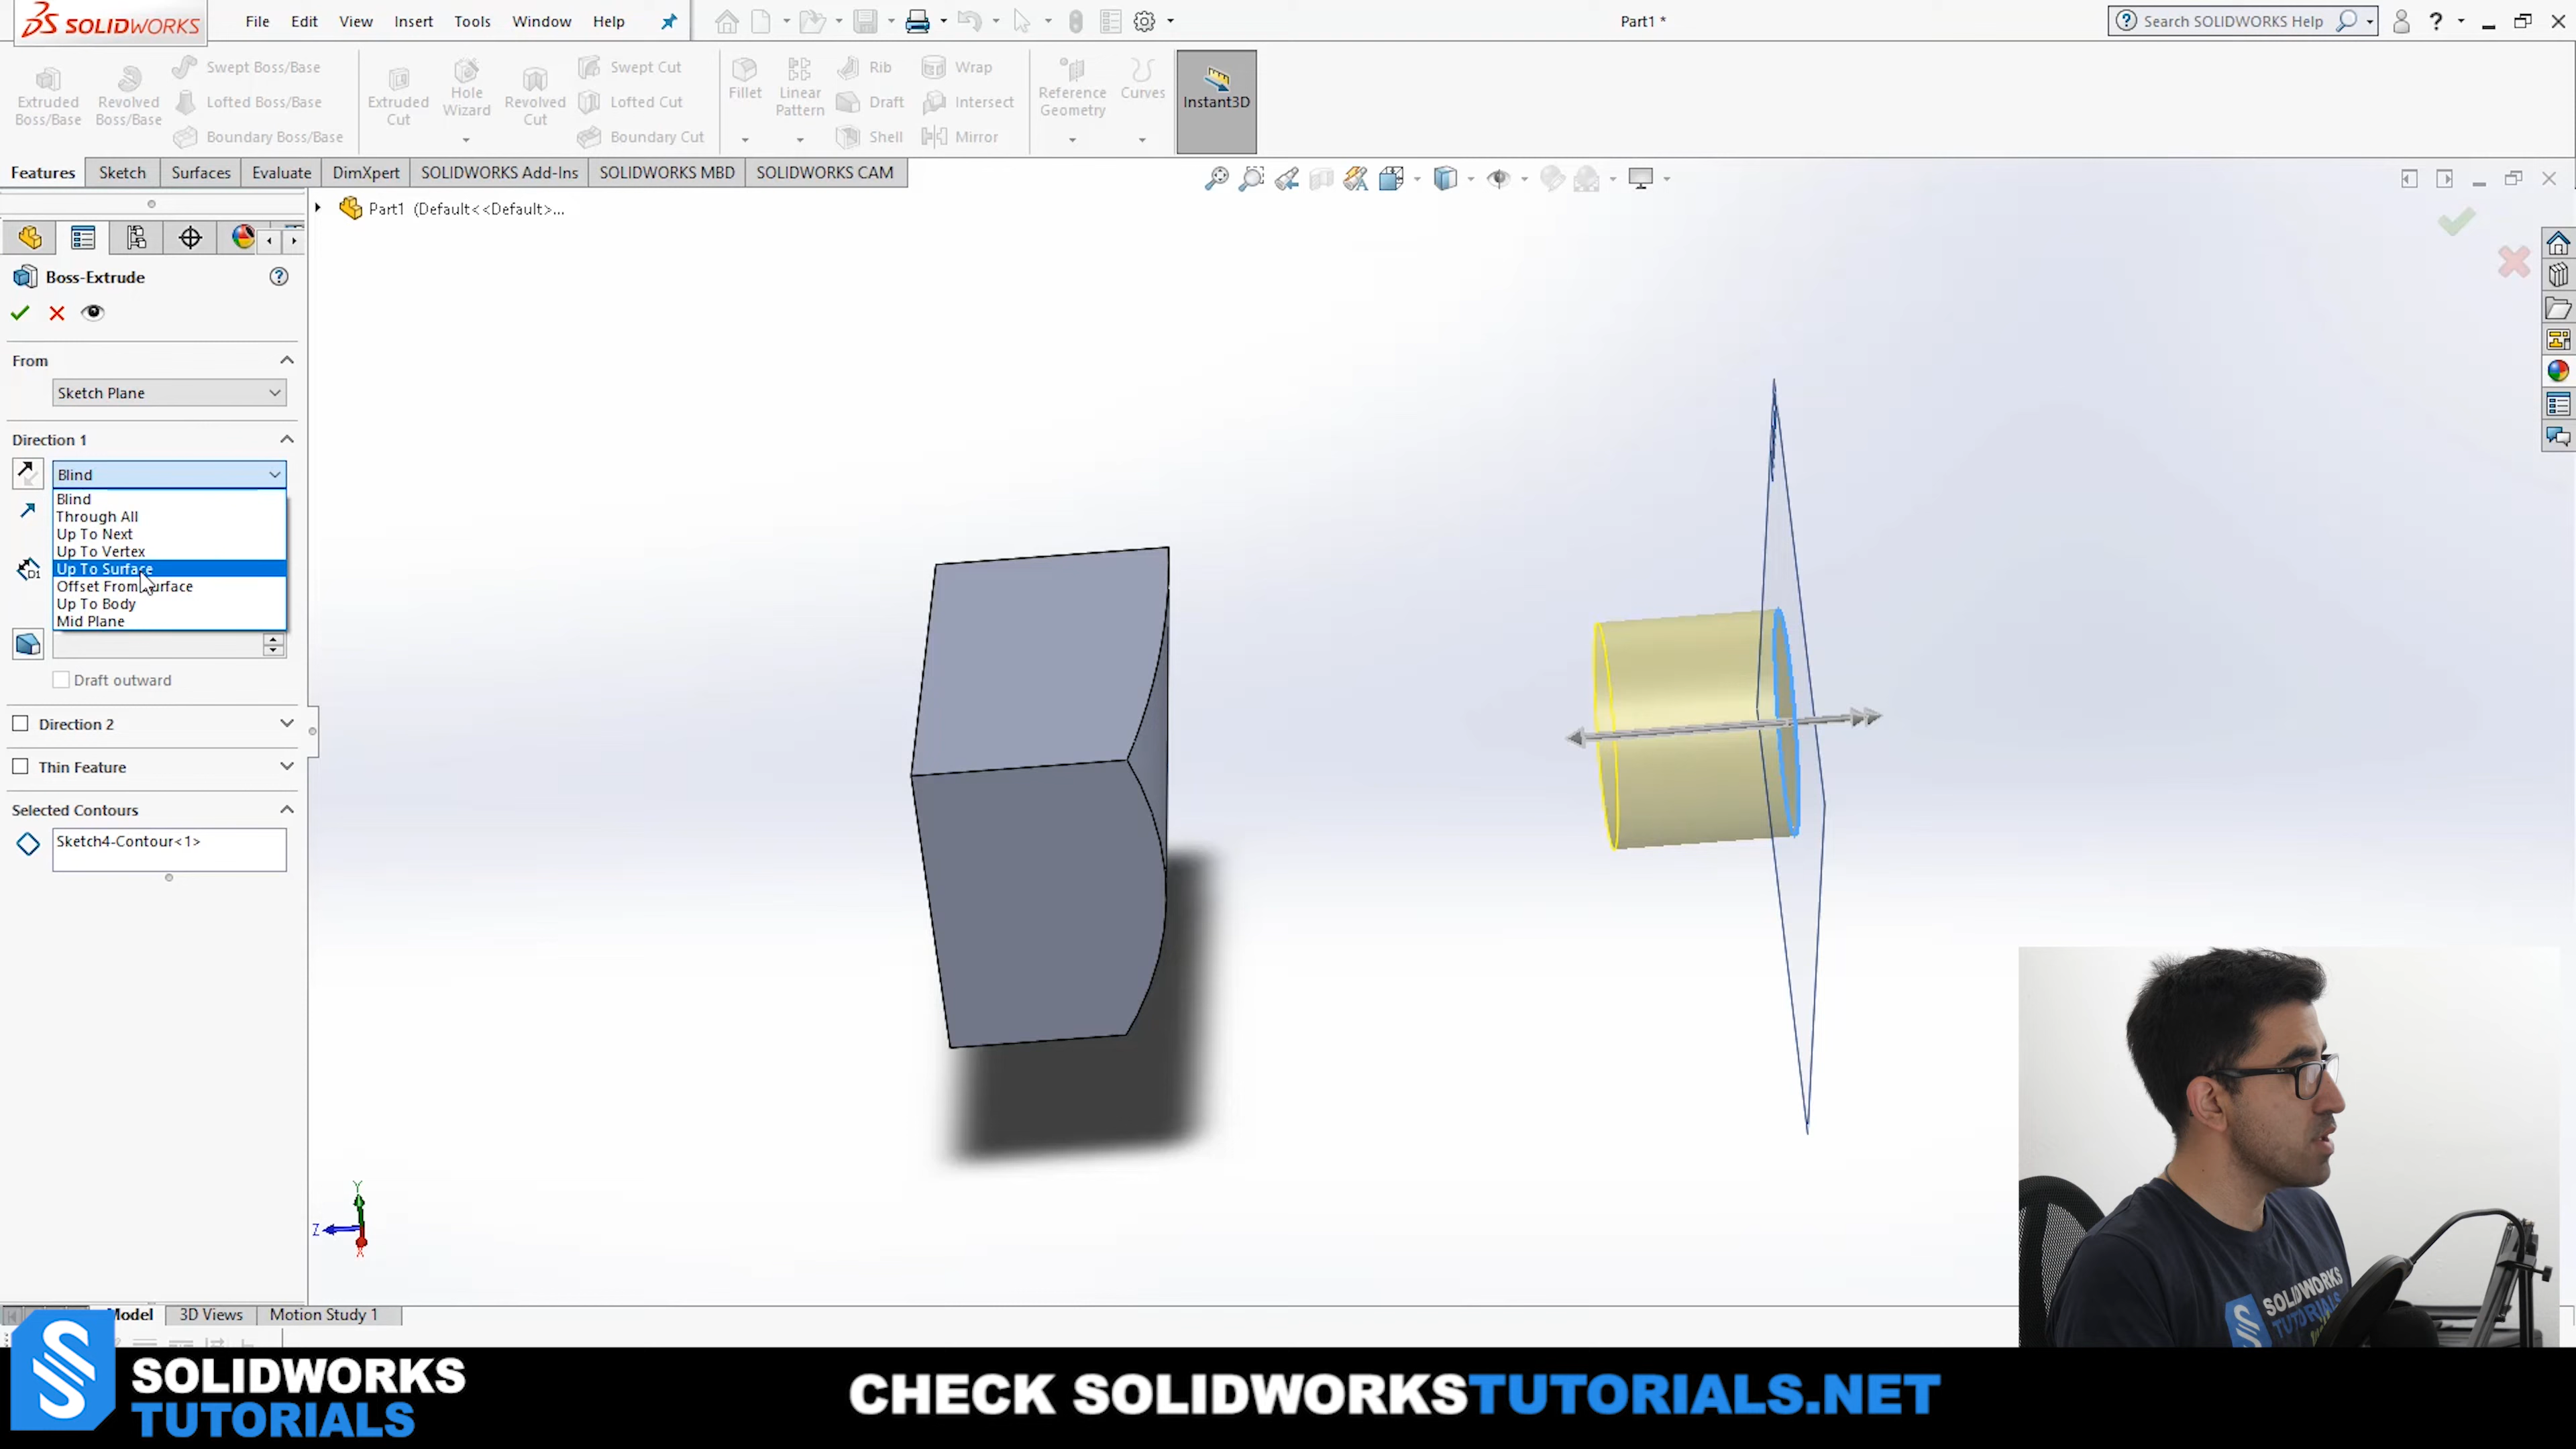 SOLIDWORKS
File Edit View Insert Tools Window Help
Part1 *
Search SOLIDWORKS Help
Extruded Boss/Base
Revolved Boss/Base
Swept Boss/Base
Lofted Boss/Base
Boundary Boss/Base
Extruded Cut
Hole Wizard
Revolved Cut
Swept Cut
Lofted Cut
Boundary Cut
Fillet
Linear Pattern
Rib
Draft
Shell
Wrap
Intersect
Mirror
Reference Geometry
Curves
Instant3D
Features Sketch Surfaces Evaluate DimXpert SOLIDWORKS Add-Ins SOLIDWORKS MBD SOLIDWORKS CAM
Part1 (Default<<Default>...
Boss-Extrude
From
Sketch Plane
Direction 1
Blind
Blind
Through All
Up To Next
Up To Vertex
Up To Surface
D1
Offset From Surface
Up To Body
Mid Plane
Draft outward
Direction 2
Thin Feature
Selected Contours
Sketch4-Contour<1>
Y
Z
X
Model 3D Views Motion Study 1
SOLIDWORKS
TUTORIALS
SOLIDWORKS
TUTORIALS
CHECK SOLIDWORKSTUTORIALS.NET